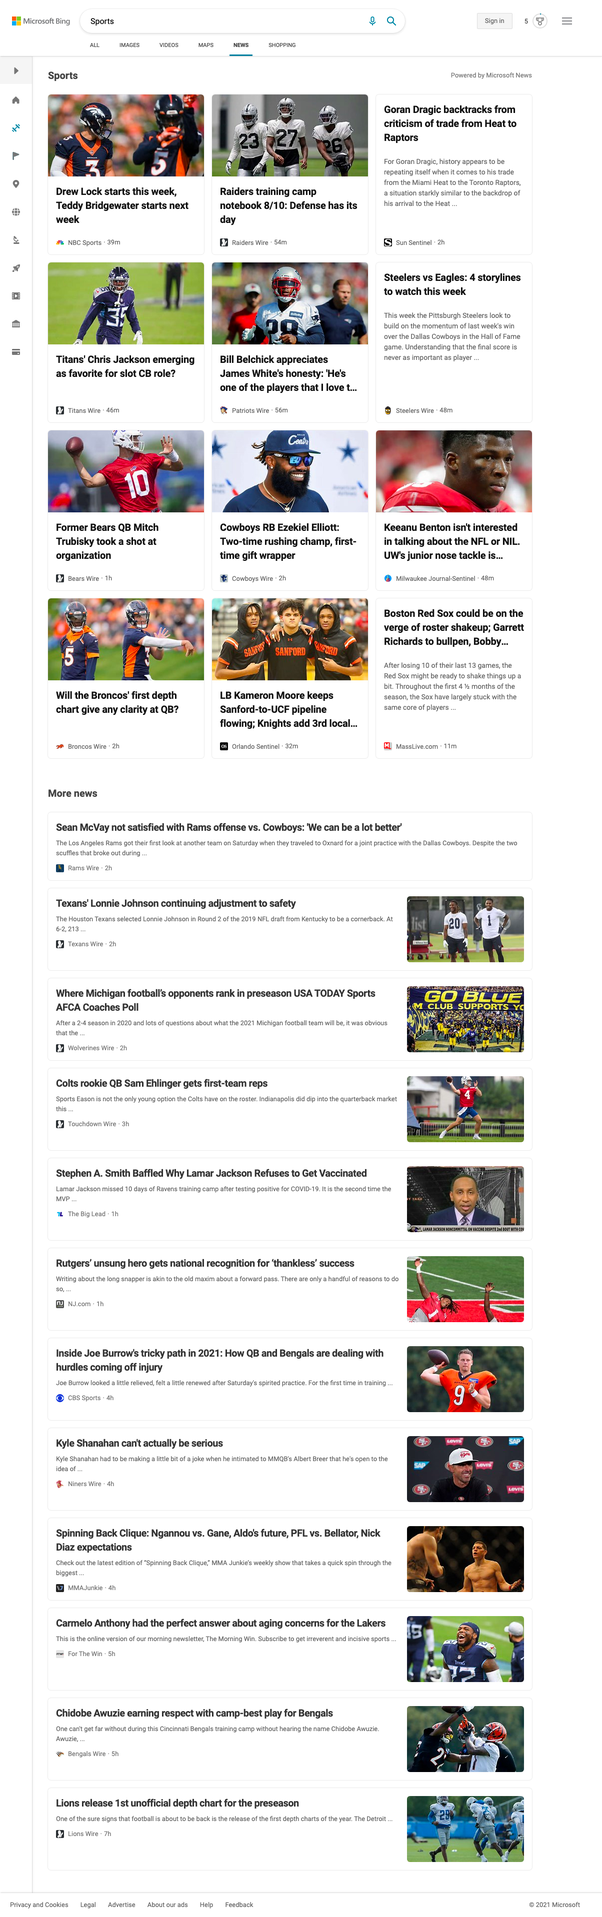 Microsoft Bing
Sports
Sign in
5
ALL IMAGES VIDEOS MAPS NEWS SHOPPING
Sports
Powered by Microsoft News
Drew Lock starts this week,
Teddy Bridgewater starts next
week
NBC Sports · 39m
Raiders training camp
notebook 8/10: Defense has its
day
Raiders Wire · 54m
Goran Dragic backtracks from
criticism of trade from Heat to
Raptors
For Goran Dragic, history appears to be
repeating itself when it comes to his trade
from the Miami Heat to the Toronto Raptors,
a situation starkly similar to the backdrop of
his arrival to the Heat ...
Sun Sentinel · 2h
Titans' Chris Jackson emerging
as favorite for slot CB role?
Titans Wire · 46m
Bill Belichick appreciates
James White's honesty: 'He's
one of the players that I love t...
Patriots Wire · 56m
Steelers vs Eagles: 4 storylines
to watch this week
This week the Pittsburgh Steelers look to
build on the momentum of last week's win
over the Dallas Cowboys in the Hall of Fame
game. Understanding that the final score is
never as important as player ...
Steelers Wire · 48m
Former Bears QB Mitch
Trubisky took a shot at
organization
Bears Wire · 1h
Cowboys RB Ezekiel Elliott:
Two-time rushing champ, first-
time gift wrapper
Cowboys Wire · 2h
Keeanu Benton isn't interested
in talking about the NFL or NIL.
UW's junior nose tackle is...
Milwaukee Journal-Sentinel · 48m
Will the Broncos' first depth
chart give any clarity at QB?
Broncos Wire · 2h
LB Kameron Moore keeps
Sanford-to-UCF pipeline
flowing; Knights add 3rd local...
Orlando Sentinel · 32m
Boston Red Sox could be on the
verge of roster shakeup; Garrett
Richards to bullpen, Bobby...
After losing 10 of their last 13 games, the
Red Sox might be ready to shake things up a
bit. Throughout the first 4 ½ months of the
season, the Sox have largely stuck with the
same core of players ...
MassLive.com · 11m
More news
Sean McVay not satisfied with Rams offense vs. Cowboys: 'We can be a lot better'
The Los Angeles Rams got their first look at another team on Saturday when they traveled to Oxnard for a joint practice with the Dallas Cowboys. Despite the two
scuffles that broke out during ...
Rams Wire · 2h
Texans' Lonnie Johnson continuing adjustment to safety
The Houston Texans selected Lonnie Johnson in Round 2 of the 2019 NFL draft from Kentucky to be a cornerback. At
6-2, 213 ...
Texans Wire · 2h
Where Michigan football's opponents rank in preseason USA TODAY Sports
AFCA Coaches Poll
After a 2-4 season in 2020 and lots of questions about what the 2021 Michigan football team will be, it was obvious
that the ...
Wolverines Wire · 2h
GO BLUE
M CLUB SUPPORTS YO
Colts rookie QB Sam Ehlinger gets first-team reps
Sports Eason is not the only young option the Colts have on the roster. Indianapolis did dip into the quarterback market
this ...
Touchdown Wire · 3h
Stephen A. Smith Baffled Why Lamar Jackson Refuses to Get Vaccinated
Lamar Jackson missed 10 days of Ravens training camp after testing positive for COVID-19. It is the second time the
MVP ...
The Big Lead · 1h
Rutgers' unsung hero gets national recognition for 'thankless' success
Writing about the long snapper is akin to the old maxim about a forward pass. There are only a handful of reasons to do
so, ...
NJ.com · 1h
Inside Joe Burrow's tricky path in 2021: How QB and Bengals are dealing with
hurdles coming off injury
Joe Burrow looked a little relieved, felt a little renewed after Saturday's spirited practice. For the first time in training ...
CBS Sports · 4h
Kyle Shanahan can't actually be serious
Kyle Shanahan had to be making a little bit of a joke when he intimated to MMQB's Albert Breer that he's open to the
idea of ...
Niners Wire · 4h
Spinning Back Clique: Ngannou vs. Gane, Aldo's future, PFL vs. Bellator, Nick
Diaz expectations
Check out the latest edition of "Spinning Back Clique," MMA Junkie's weekly show that takes a quick spin through the
biggest ...
MMAJunkie · 4h
Carmelo Anthony had the perfect answer about aging concerns for the Lakers
This is the online version of our morning newsletter, The Morning Win. Subscribe to get irreverent and incisive sports ...
For The Win · 5h
Chidobe Awuzie earning respect with camp-best play for Bengals
One can't get far without during this Cincinnati Bengals training camp without hearing the name Chidobe Awuzie.
Awuzie, ...
Bengals Wire · 5h
Lions release 1st unofficial depth chart for the preseason
One of the sure signs that football is about to be back is the release of the first depth charts of the year. The Detroit ...
Lions Wire · 7h
Privacy and Cookies Legal Advertise About our ads Help Feedback © 2021 Microsoft